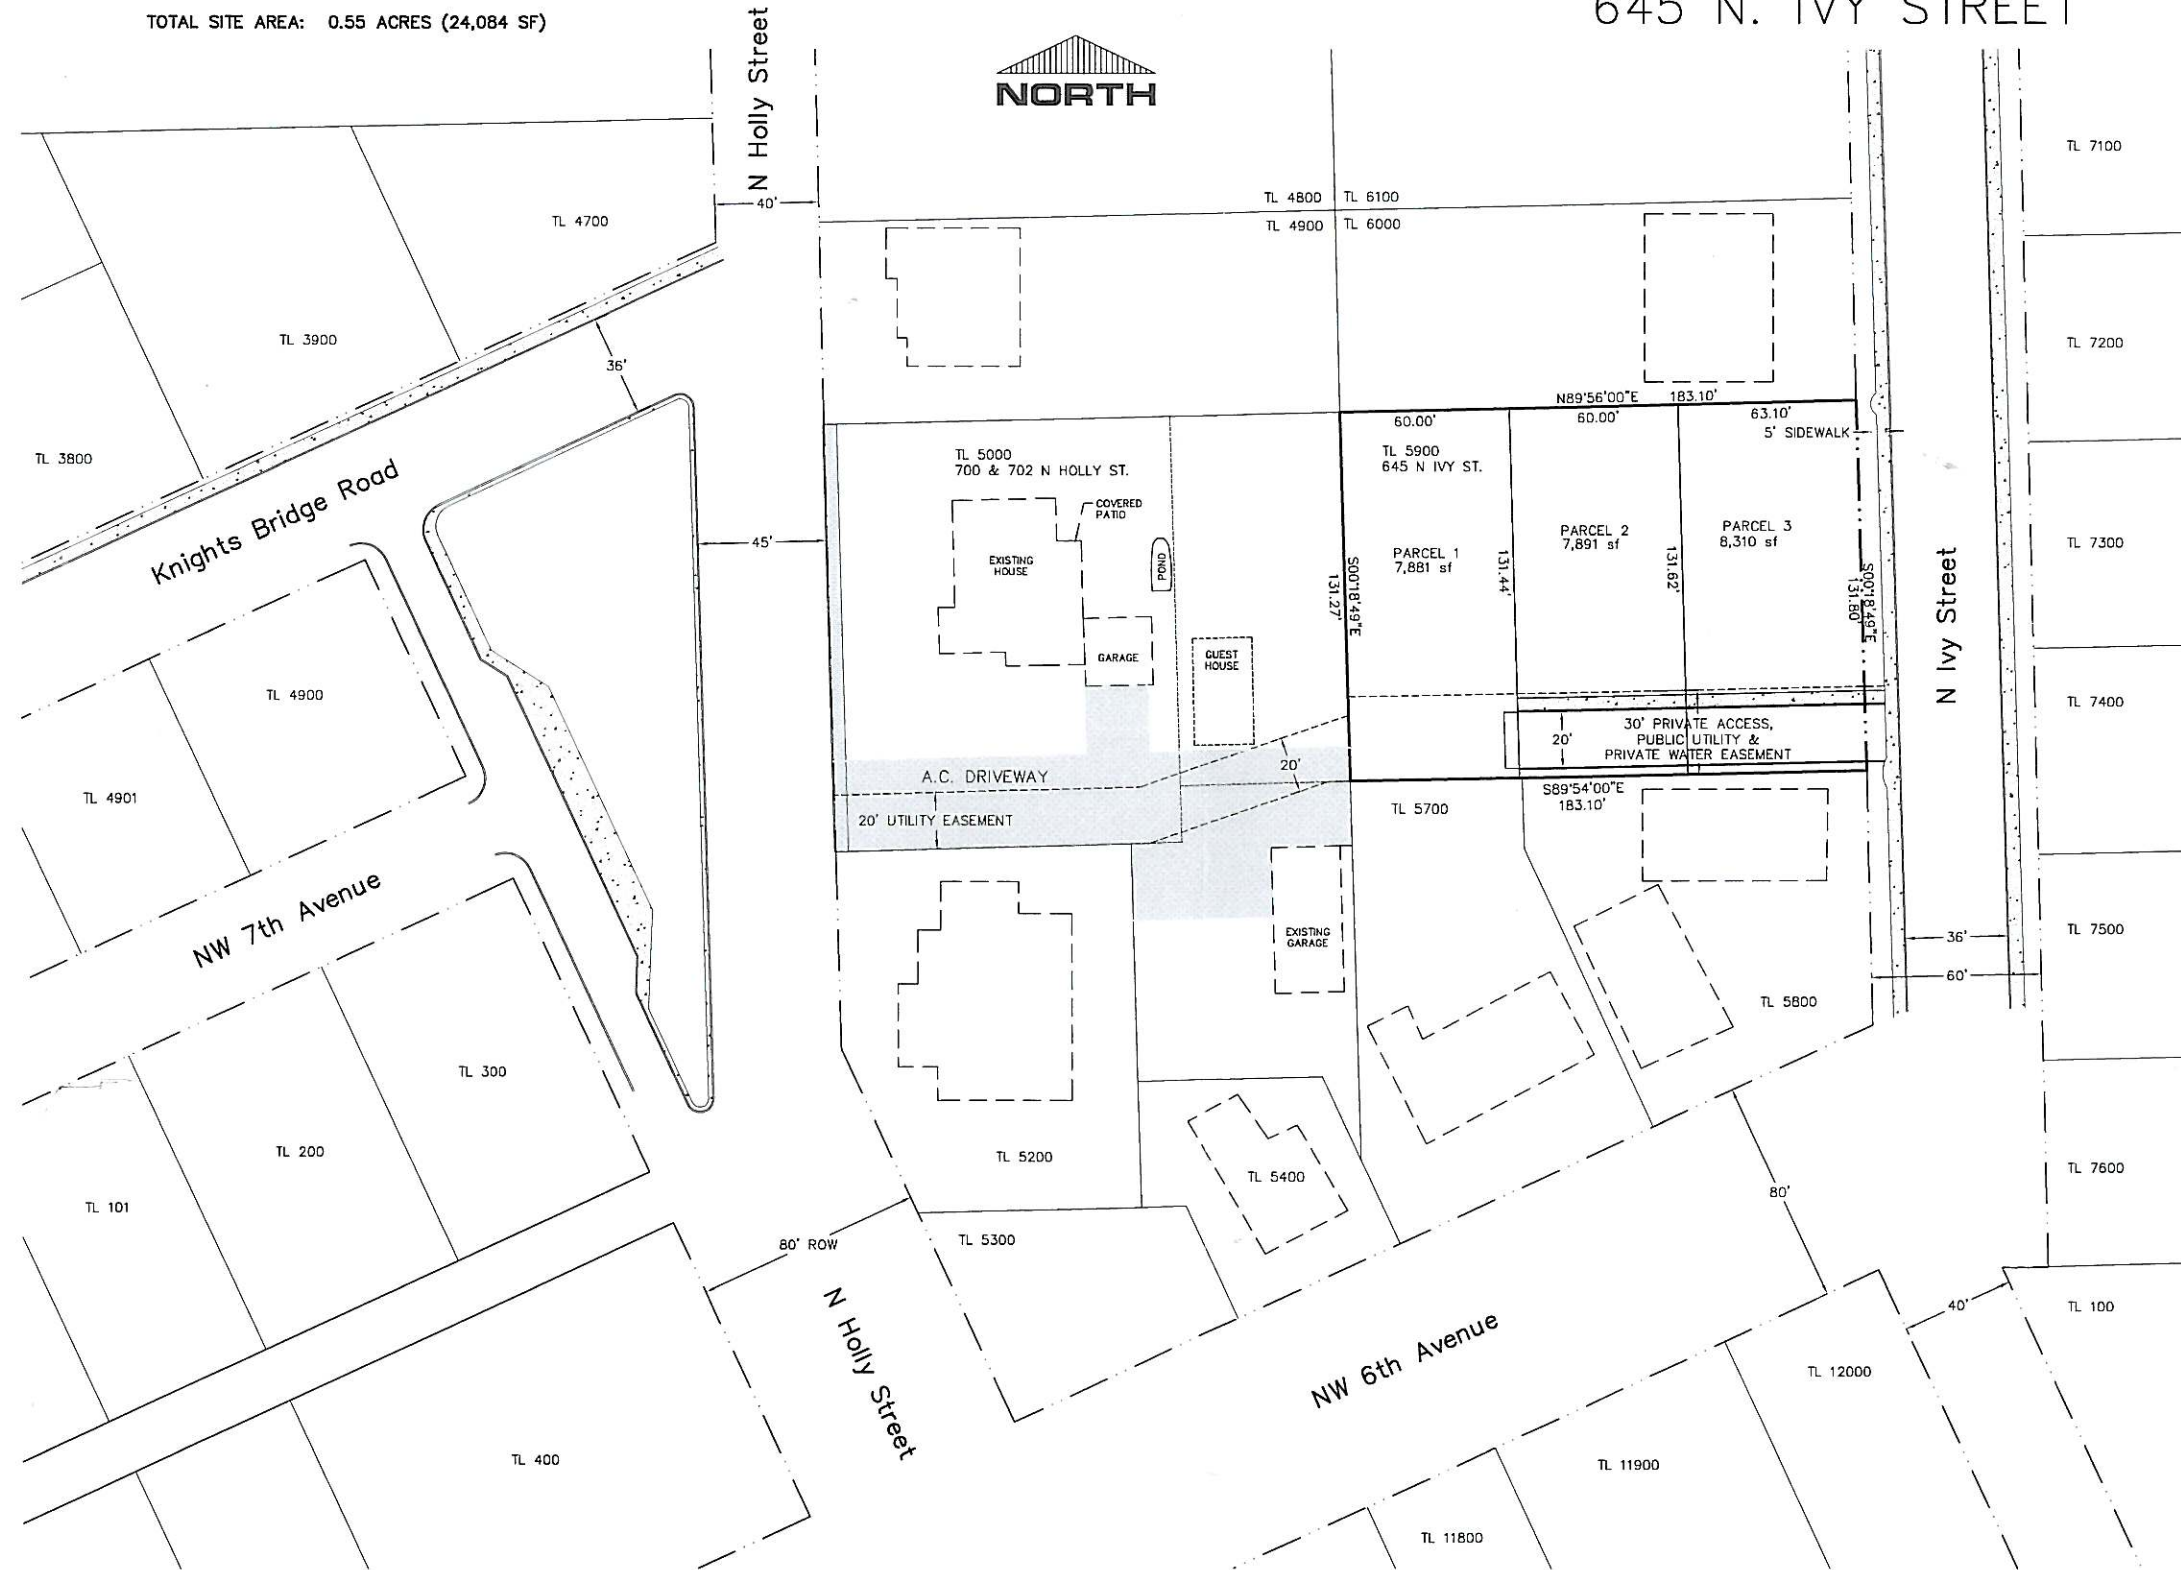 645 N. IVY STREET
TOTAL SITE AREA: 0.55 ACRES (24,084 SF)
N Holly Street
NORTH
TL 7100
40'
TL 4800
TL 6100
TL 4700
TL 4900
TL 6000
TL 3900
TL 7200
36'
N89°56'00"E 183.10'
60.00'
60.00'
63.10'
5' SIDEWALK
TL 3800
TL 5000
700 & 702 N HOLLY ST.
TL 5900
645 N IVY ST.
Knights Bridge Road
COVERED
PATIO
45'
EXISTING
HOUSE
POND
PARCEL 1
7,881 sf
PARCEL 2
7,891 sf
PARCEL 3
8,310 sf
S00°18'49"E
131.27'
131.44'
131.62'
S00°18'49"E
131.80'
N Ivy Street
TL 7300
GARAGE
GUEST
HOUSE
TL 4900
TL 7400
30' PRIVATE ACCESS,
PUBLIC UTILITY &
PRIVATE WATER EASEMENT
20'
20'
A.C. DRIVEWAY
S89°54'00"E
183.10'
TL 4901
20' UTILITY EASEMENT
TL 5700
NW 7th Avenue
EXISTING
GARAGE
TL 7500
36'
60'
TL 5800
TL 300
TL 200
TL 5200
TL 5400
TL 7600
80'
TL 101
80' ROW
TL 5300
N Holly Street
40'
TL 100
NW 6th Avenue
TL 12000
TL 400
TL 11900
TL 11800